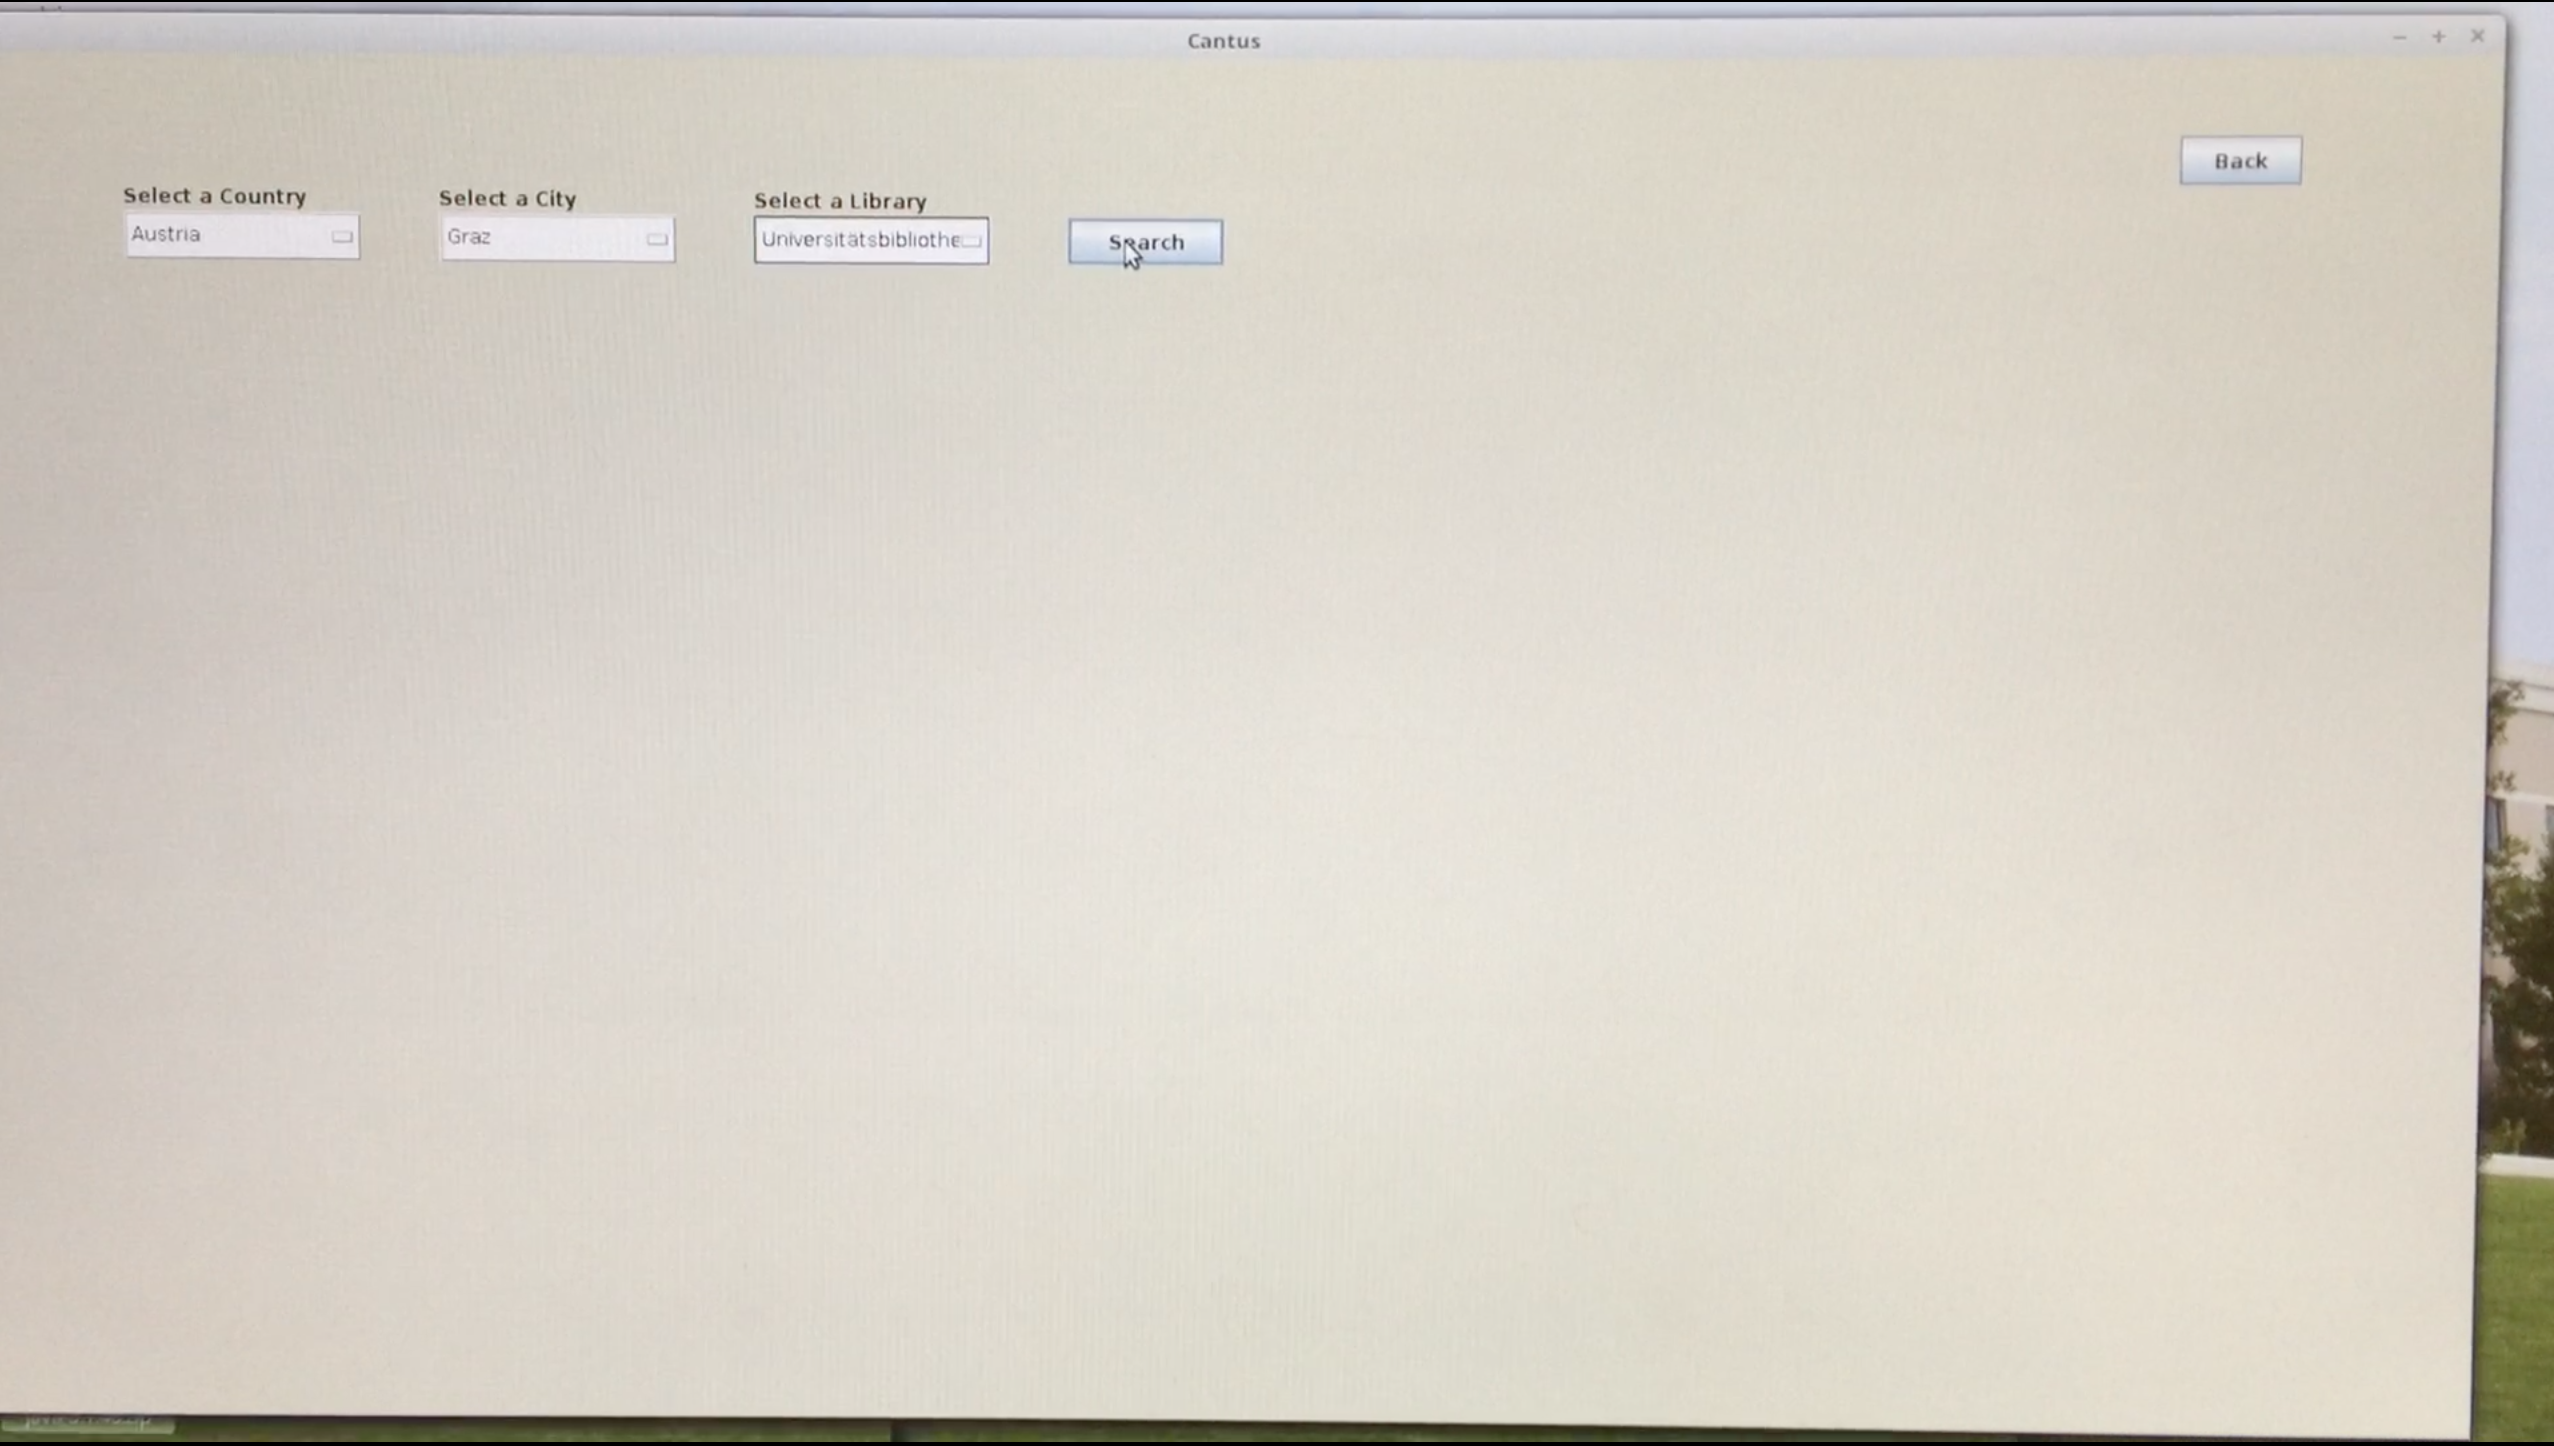 Cantus
Back
Select a Country
Select a City
Select a Library
Austria
Graz
Universitätsbibliothe
Search